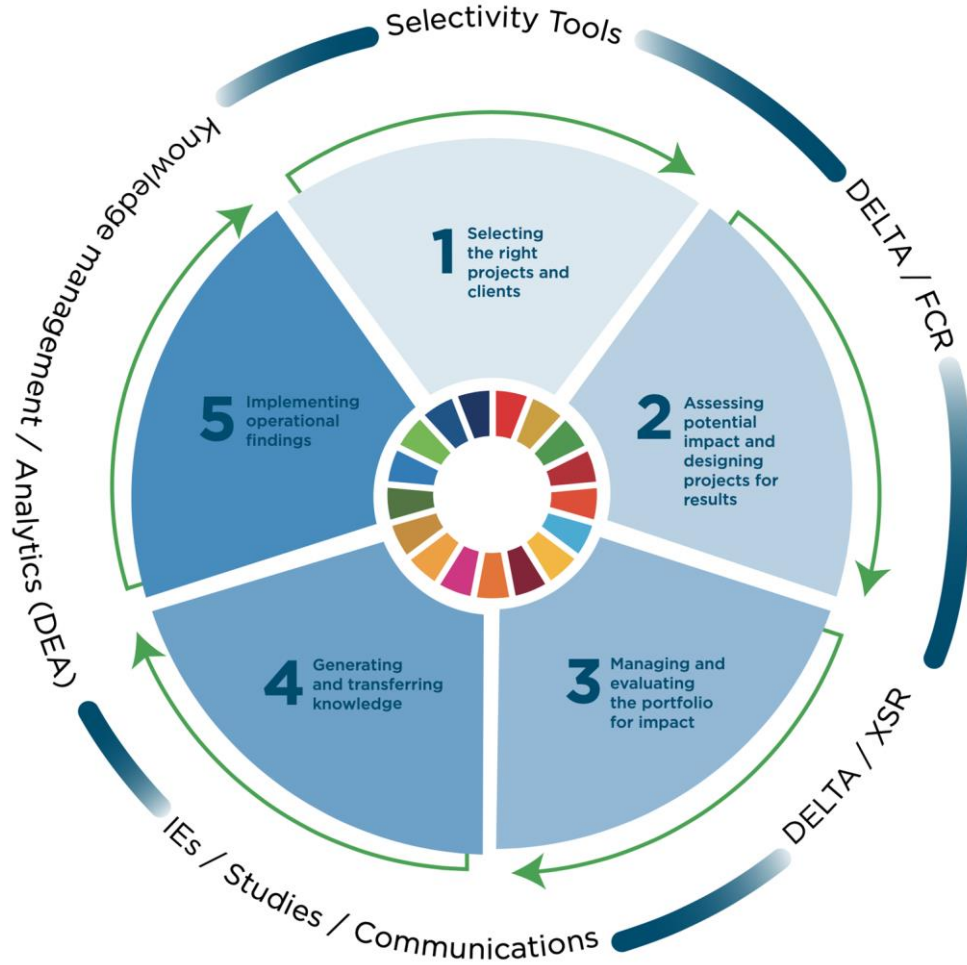 Selectivity Tools
1
Selecting
the right
projects and
clients
DELTA / FCR
2
Assessing
potential
impact and
designing
projects for
results
DELTA / XSR
3
Managing and
evaluating
the portfolio
for impact
IEs / Studies / Communications
4
Generating
and transferring
knowledge
Knowledge management / Analytics (DEA)
5
Implementing
operational
findings